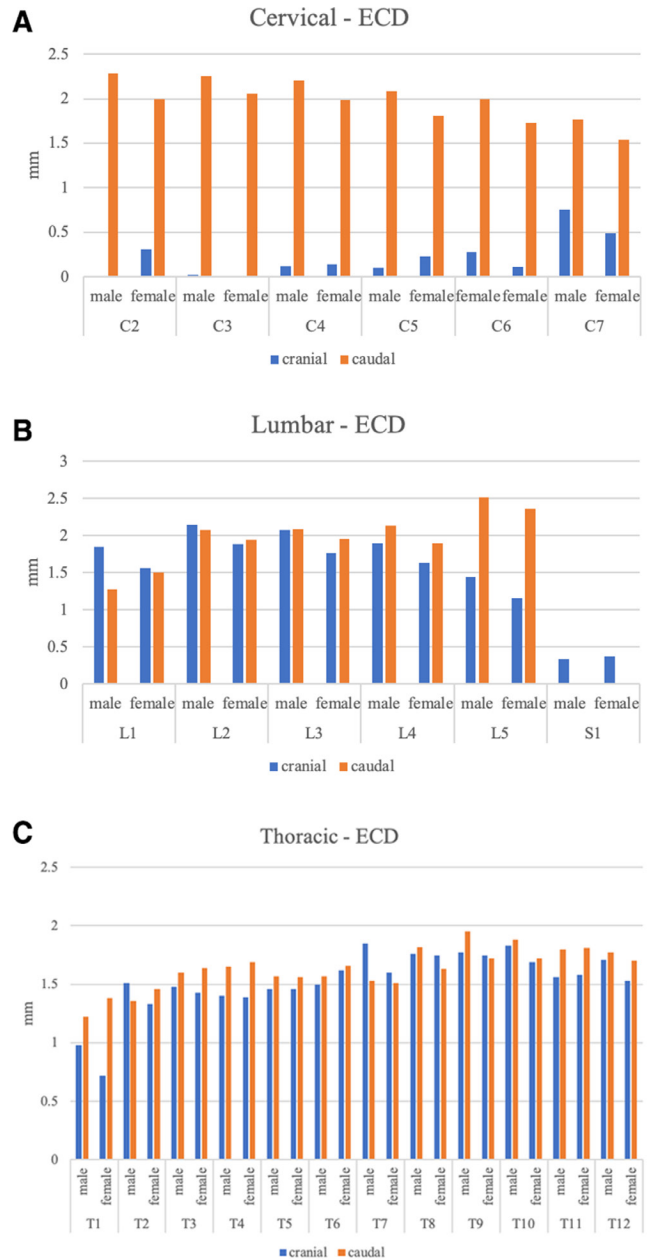 A
Cervical - ECD
2.5
2
1.5
1
0.5
0
mm
male female male female male female male female female female male female
C2 C3 C4 C5 C6 C7
cranial caudal
B
Lumbar - ECD
3
2.5
2
1.5
1
0.5
0
mm
male female male female male female male female male female male female
L1 L2 L3 L4 L5 S1
cranial caudal
C
Thoracic - ECD
2.5
2
1.5
1
0.5
0
mm
male female male female male female male female male female male female male female male female male female male female male female male female
T1 T2 T3 T4 T5 T6 T7 T8 T9 T10 T11 T12
cranial caudal